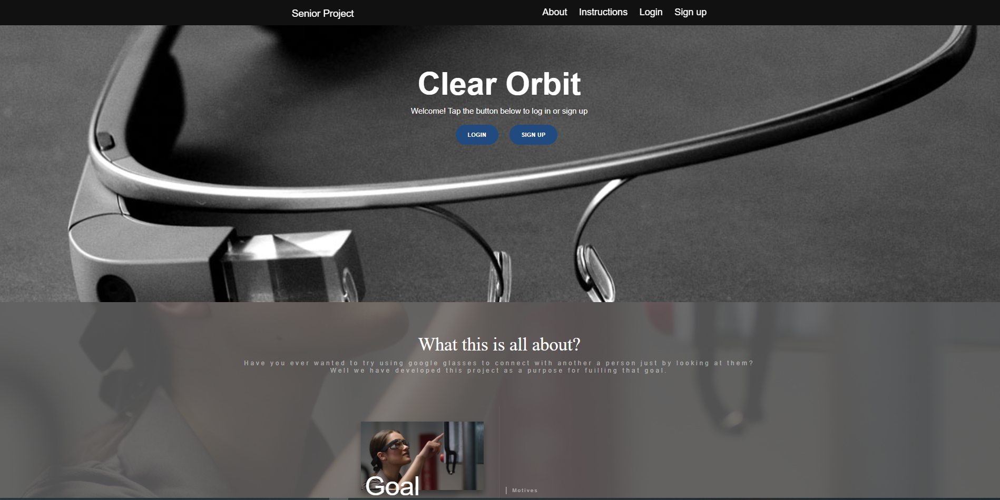 Senior Project
About Instructions Login Sign up
Clear Orbit
Welcome! Tap the button below to log in or sign up
LOGIN SIGN UP
What this is all about?
Have you ever wanted to try using google glasses to connect with another a person just by looking at them?
Well we have developed this project as a purpose for fuilling that goal.
Goal
Motives